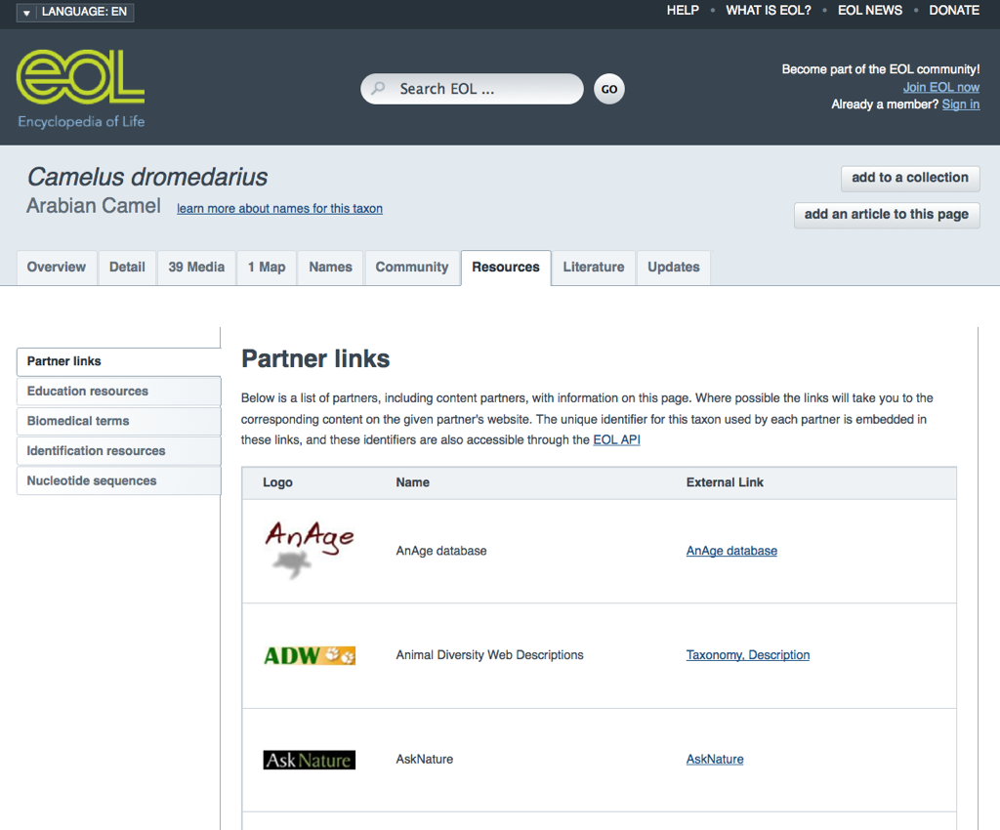 ▼ LANGUAGE: EN
HELP • WHAT IS EOL? • EOL NEWS • DONATE
eOL
Encyclopedia of Life
Search EOL ...
GO
Become part of the EOL community!
Join EOL now
Already a member? Sign in
Camelus dromedarius
Arabian Camel learn more about names for this taxon
add to a collection
add an article to this page
Overview Detail 39 Media 1 Map Names Community Resources Literature Updates
Partner links
Education resources
Biomedical terms
Identification resources
Nucleotide sequences
Partner links
Below is a list of partners, including content partners, with information on this page. Where possible the links will take you to the
corresponding content on the given partner's website. The unique identifier for this taxon used by each partner is embedded in
these links, and these identifiers are also accessible through the EOL API
Logo Name External Link
AnAge AnAge database AnAge database
ADW Animal Diversity Web Descriptions Taxonomy, Description
AskNature AskNature AskNature